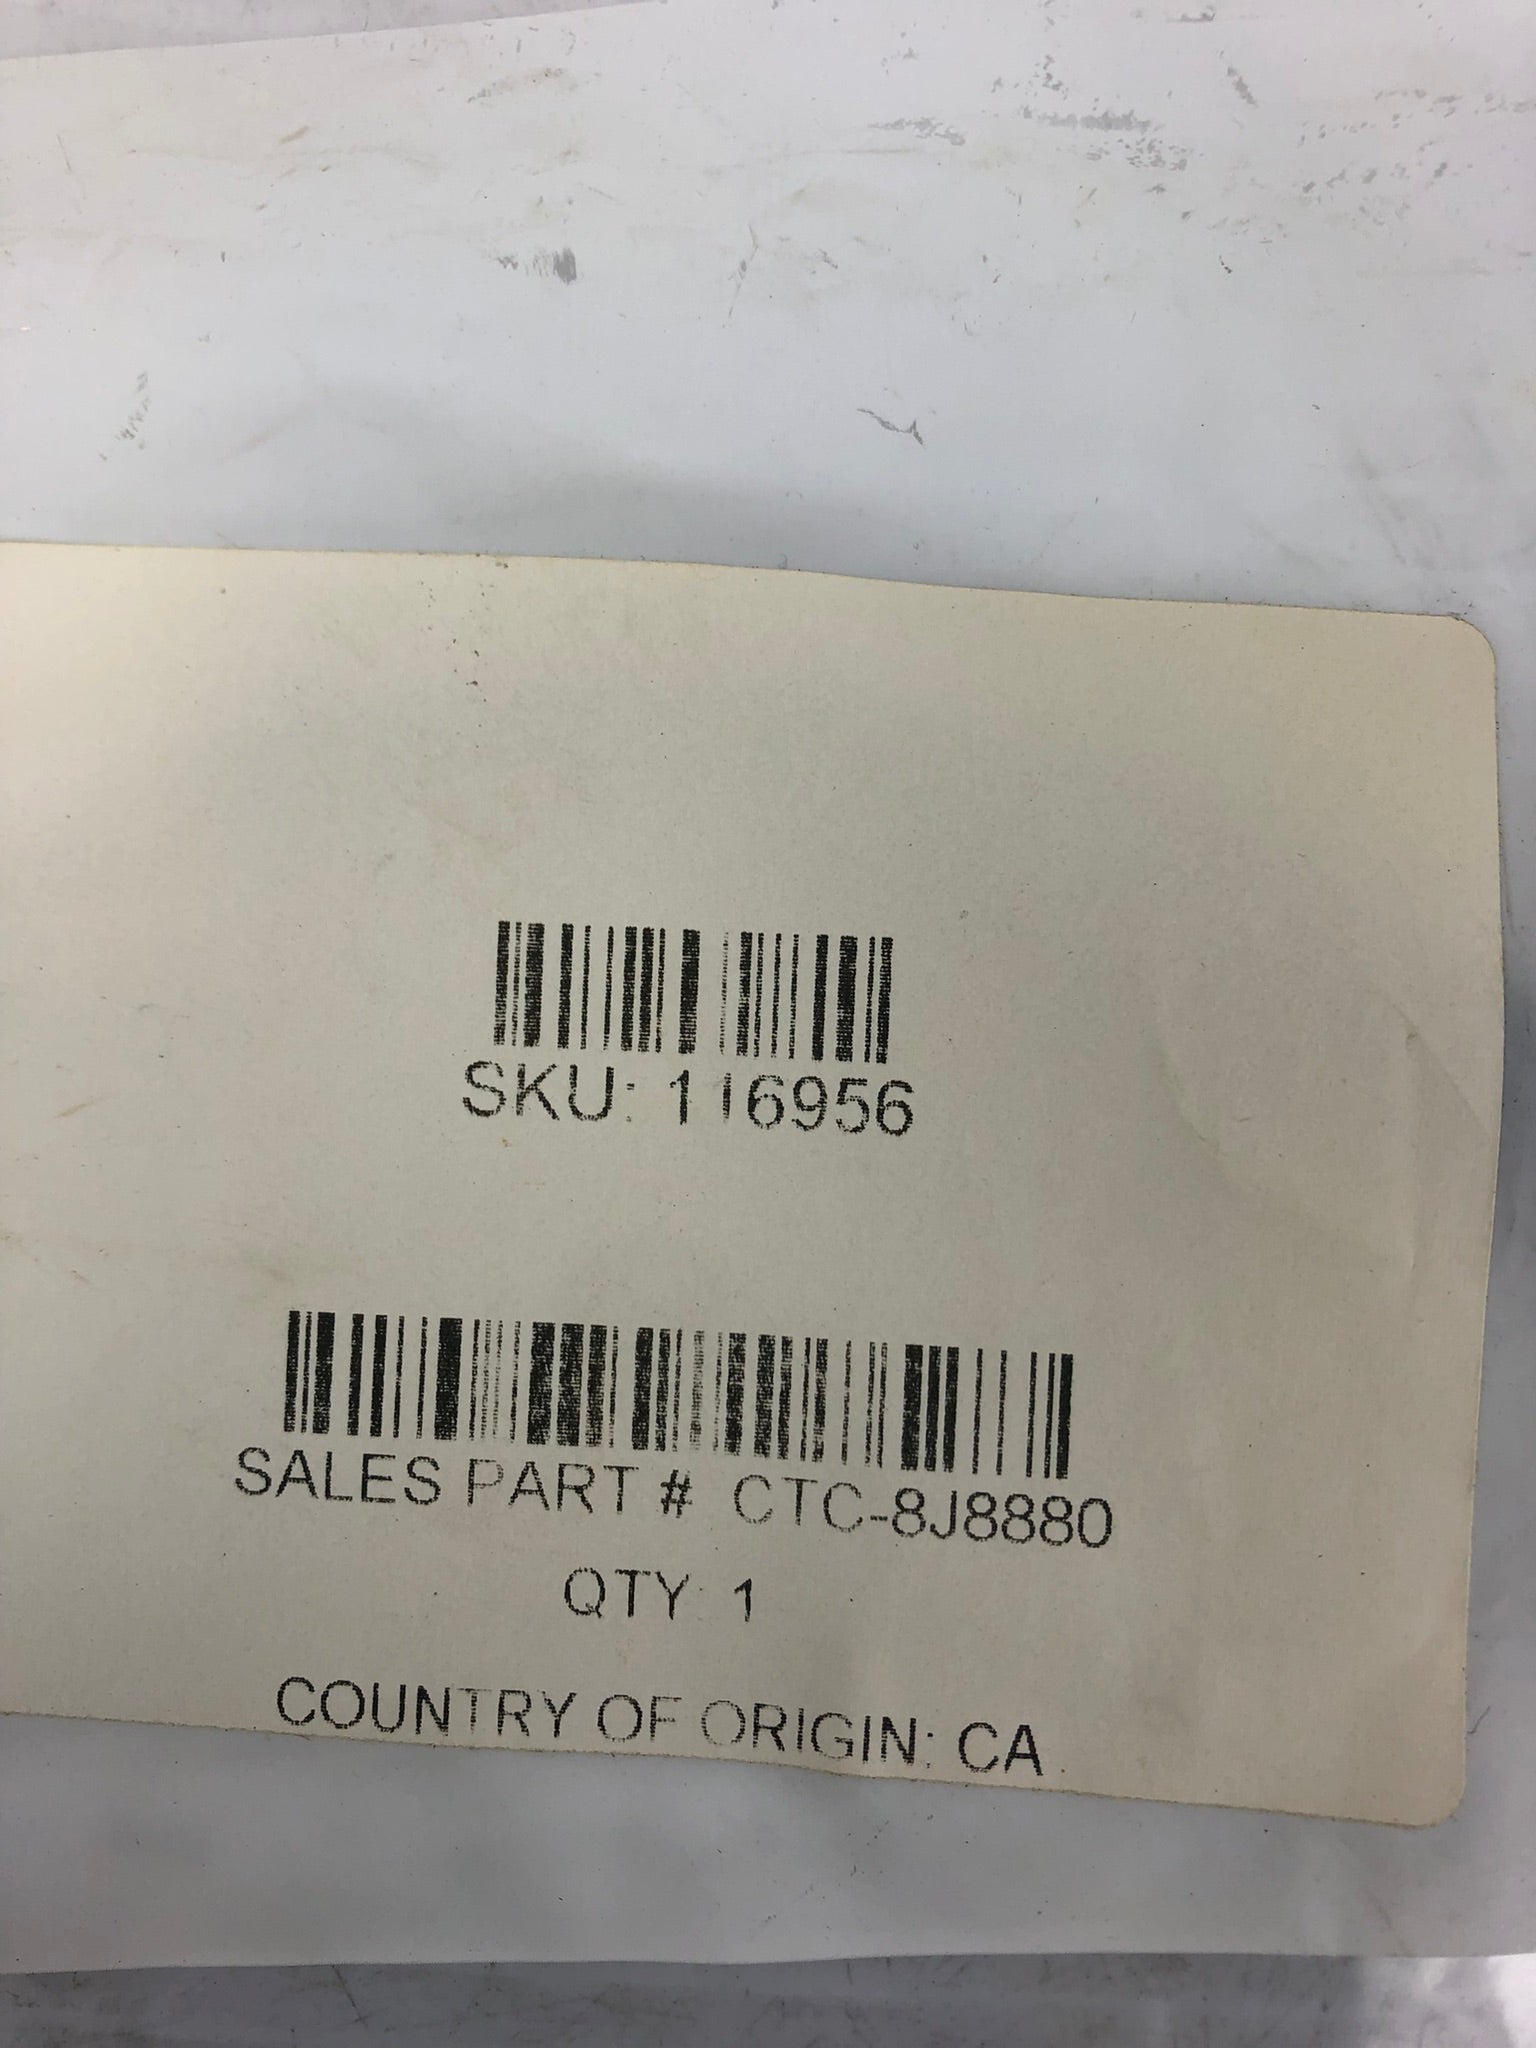 SKU: 116956
SALES PART # CTC-8J8880
QTY: 1
COUNTRY OF ORIGIN: CA